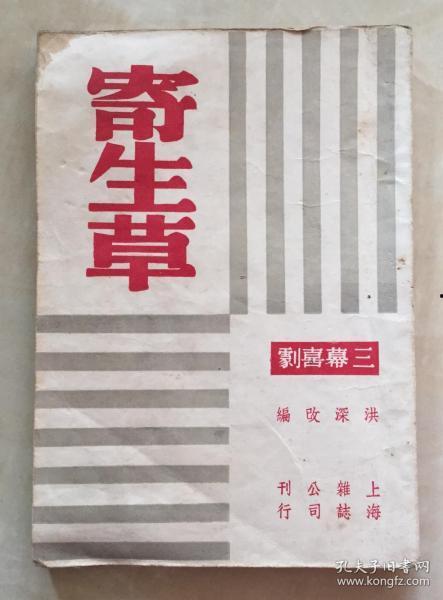 寄生草
三幕喜劇
洪深改編
上海雜誌公司刊行
孔夫子旧书网
www.kongfz.com